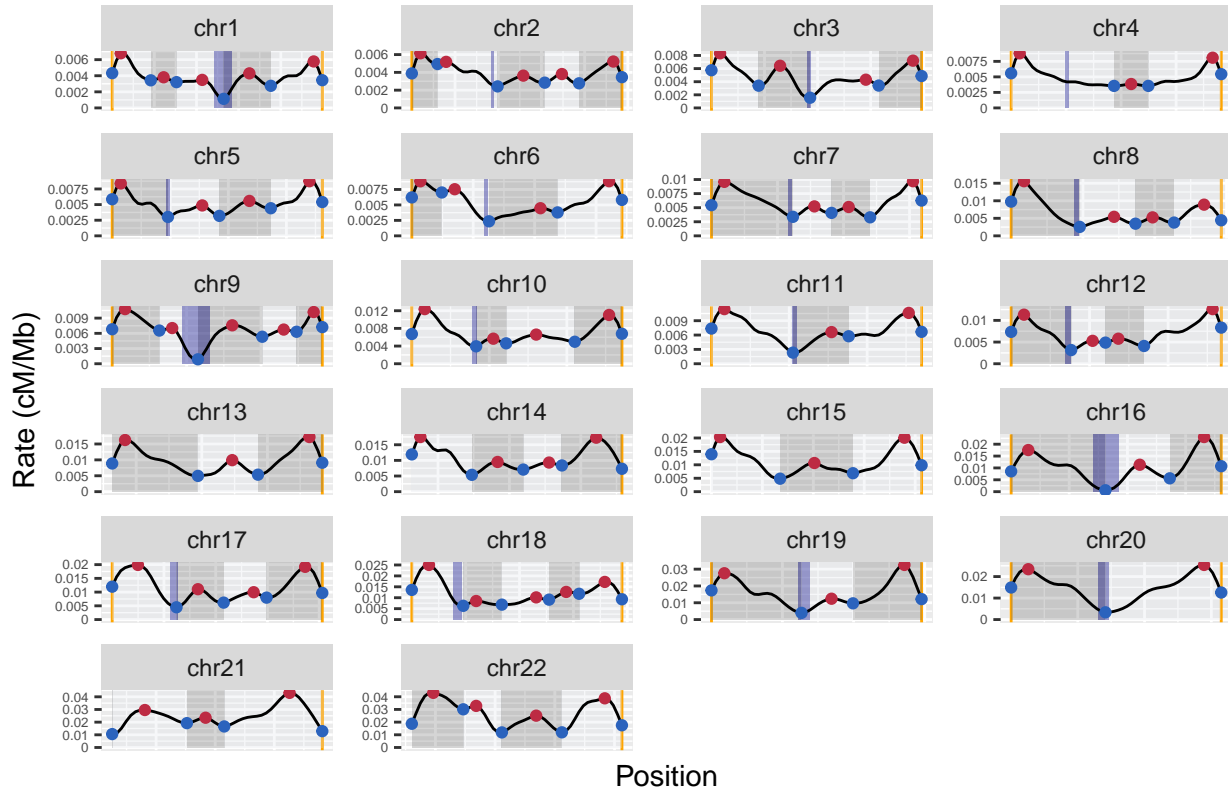 chr1 chr2 chr3 chr4
0.006 0.006 0.008 0.0075
0.004 0.004 0.006 0.005
0.002 0.002 0.004 0.0025
0 0 0.002 0
0
chr5 chr6 chr7 chr8
0.0075 0.0075 0.01 0.015
0.005 0.005 0.0075 0.01
0.0025 0.0025 0.005 0.005
0 0 0.0025 0
0
chr9 chr10 chr11 chr12
0.009 0.012 0.009 0.01
0.006 0.008 0.006 0.005
0.003 0.004 0.003 0
0 0 0
chr13 chr14 chr15 chr16
0.015 0.015 0.02 0.02
0.01 0.01 0.015 0.015
0.005 0.005 0.01 0.01
0 0 0.005 0.005
0 0
chr17 chr18 chr19 chr20
0.02 0.025 0.03 0.02
0.015 0.02 0.02 0.01
0.01 0.015 0.01 0
0.005 0.01 0
0 0.005
0
chr21 chr22
0.04 0.04
0.03 0.03
0.02 0.02
0.01 0.01
0 0
Rate (cM/Mb)
Position